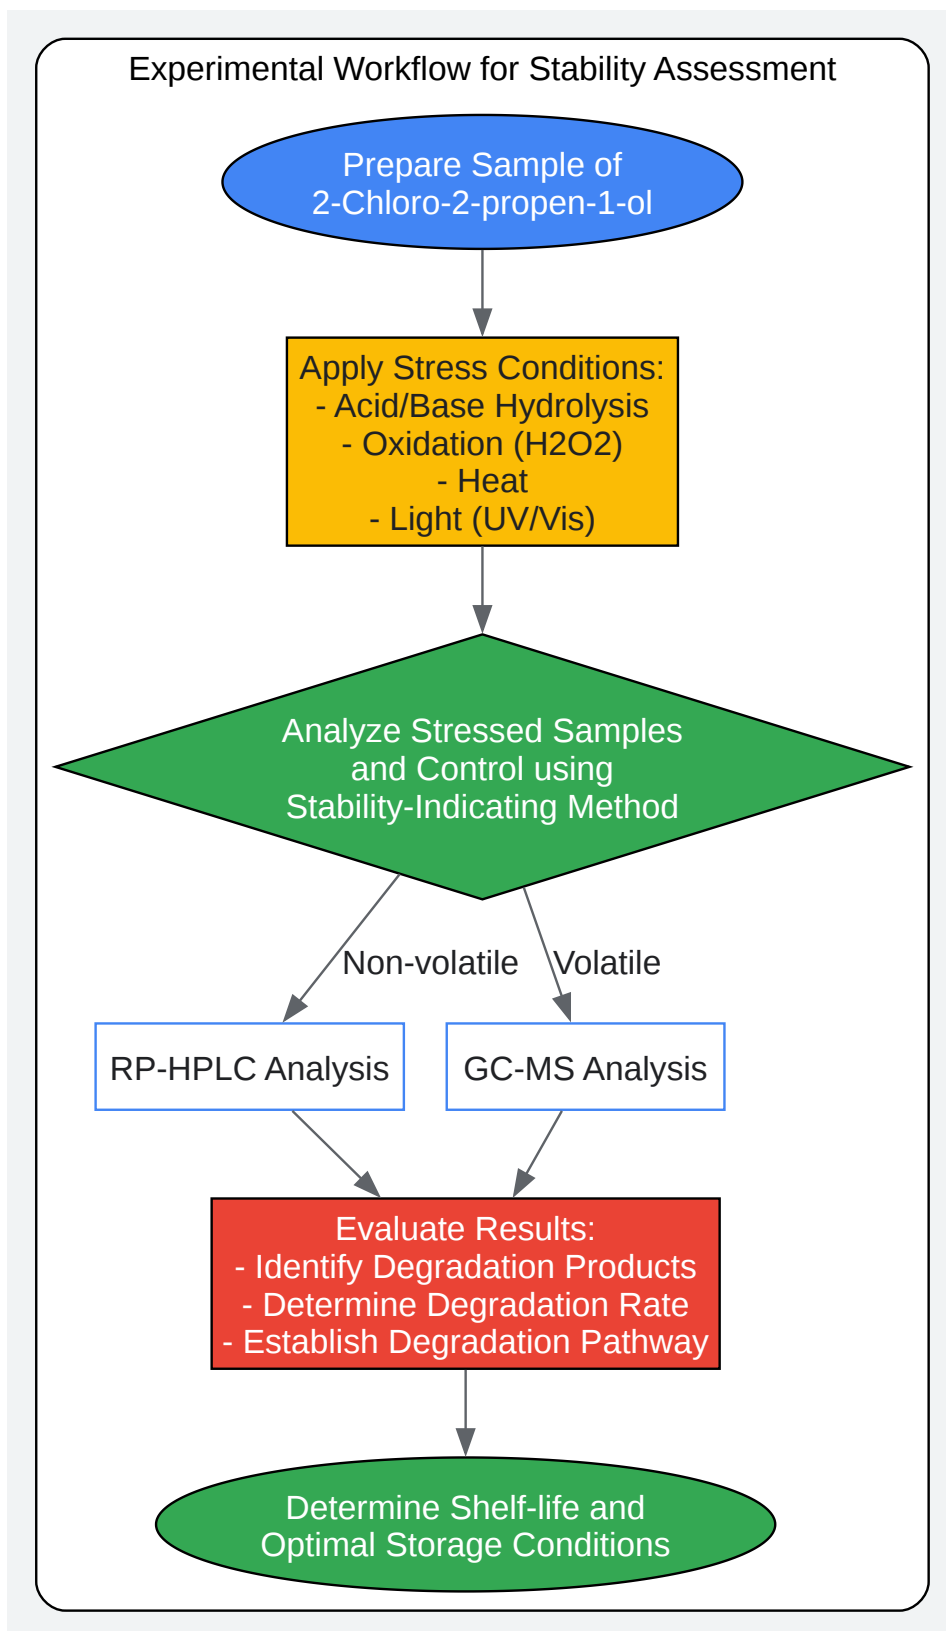 Experimental Workflow for Stability Assessment
Prepare Sample of
2-Chloro-2-propen-1-ol
Apply Stress Conditions:
- Acid/Base Hydrolysis
- Oxidation (H2O2)
- Heat
- Light (UV/Vis)
Analyze Stressed Samples
and Control using
Stability-Indicating Method
Non-volatile
Volatile
RP-HPLC Analysis
GC-MS Analysis
Evaluate Results:
- Identify Degradation Products
- Determine Degradation Rate
- Establish Degradation Pathway
Determine Shelf-life and
Optimal Storage Conditions